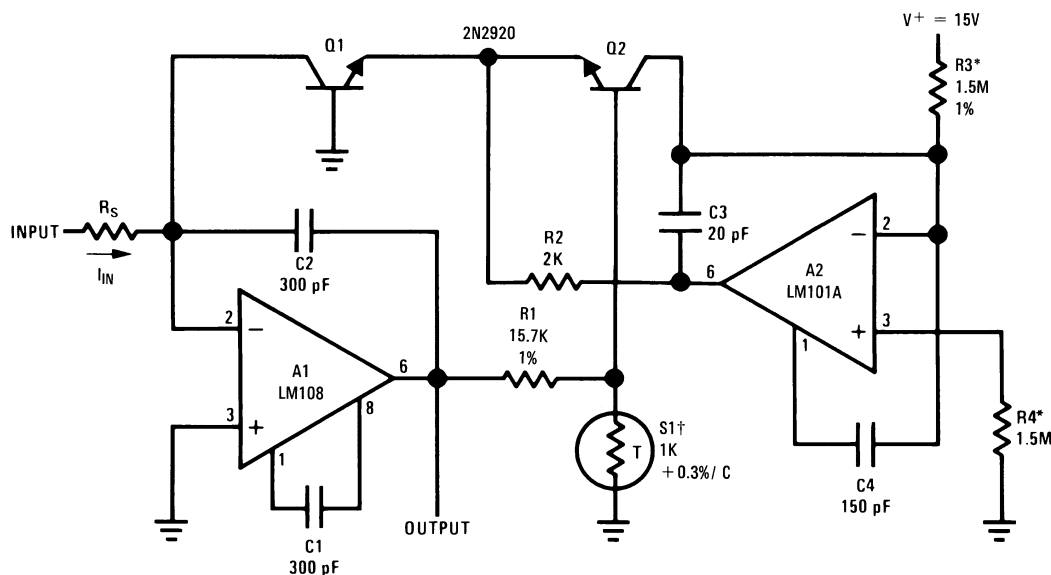 V⁺ = 15V
2N2920
Q1
Q2
R3*
1.5M
1%
RS
INPUT
IIN
C2
300 pF
C3
20 pF
R2
2K
6
2
A2
LM101A
3
1
R1
15.7K
1%
2
A1
LM108
6
3
8
1
S1†
1K
+0.3%/ C
T
R4*
1.5M
C4
150 pF
OUTPUT
C1
300 pF